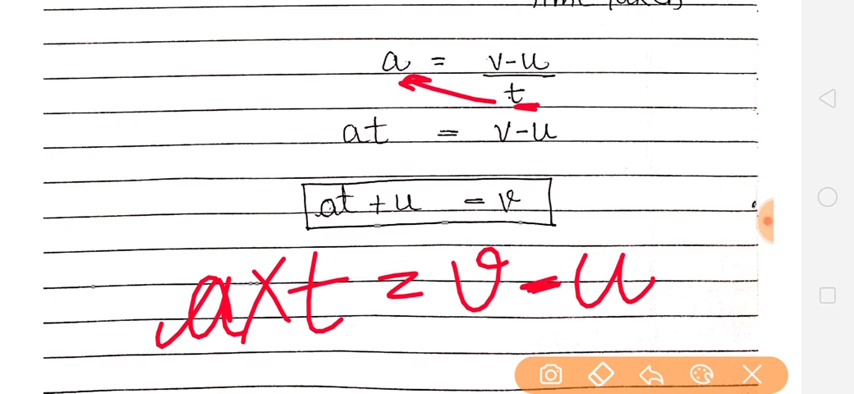 a = v-u/t
at = v-u
at + u = v
a×t = v-u